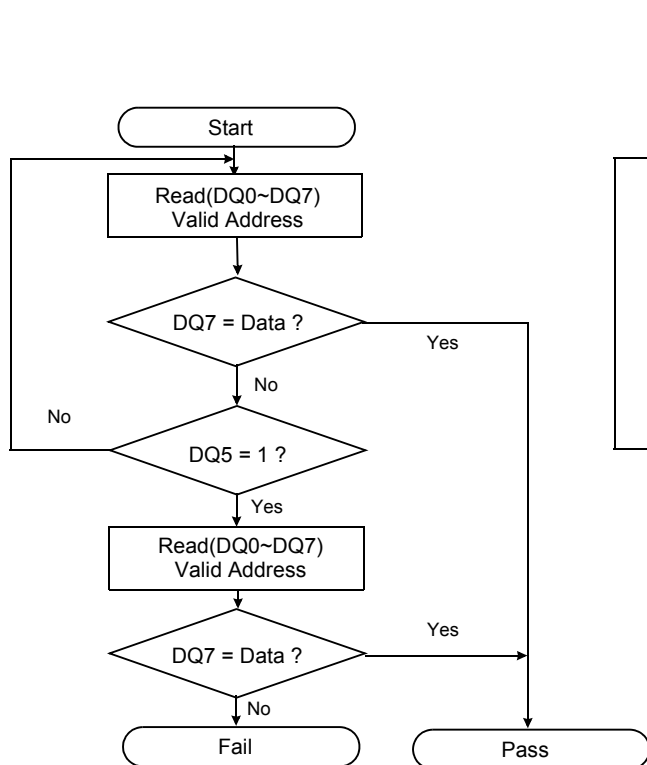 Start
Read(DQ0~DQ7)
Valid Address
DQ7 = Data ?
Yes
No
No
DQ5 = 1 ?
Yes
Read(DQ0~DQ7)
Valid Address
Yes
DQ7 = Data ?
No
Fail
Pass